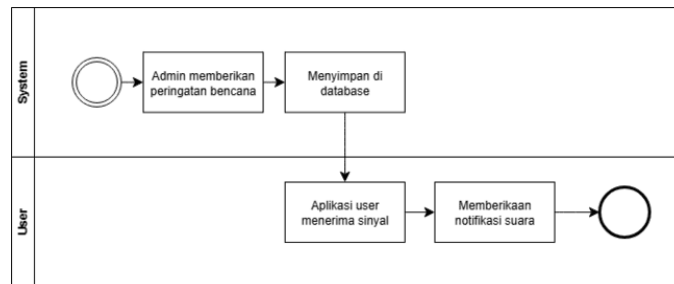 System
Admin memberikan
peringatan bencana
Menyimpan di
database
User
Aplikasi user
menerima sinyal
Memberikaan
notifikasi suara